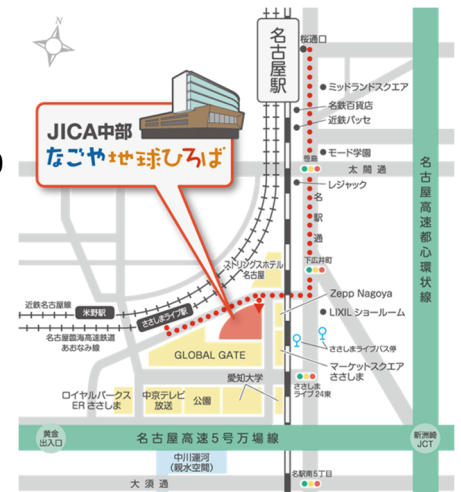 名古屋駅
桜通口
ミッドランドスクエア
名鉄百貨店
近鉄パッセ
JICA中部
なごや地球ひろば
笹島
モード学園
太閤通
レジャック
名駅通
名古屋高速都心環状線
下広井町
ストリングスホテル
名古屋
近鉄名古屋線
米野駅
ささしまライブ駅
名古屋臨海高速鉄道
あおなみ線
Zepp Nagoya
LIXIL ショールーム
ささしまライブバス停
GLOBAL GATE
マーケットスクエア
ささしま
愛知大学
ささしま
ライブ24東
ロイヤルパークス
ER ささしま
中京テレビ
放送
公園
黄金
出入口
名古屋高速5号万場線
新洲崎
JCT
中川運河
(親水空間)
名駅南5丁目
大須通